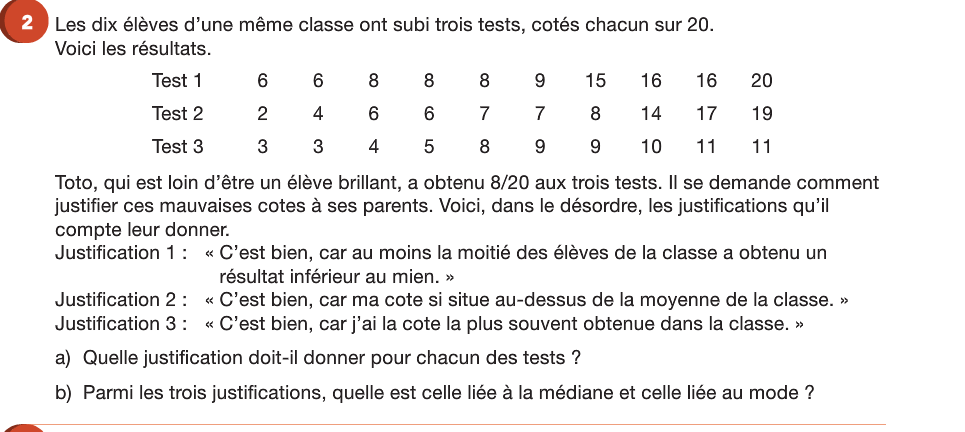 2
Les dix élèves d'une même classe ont subi trois tests, cotés chacun sur 20.
Voici les résultats.
Test 1 6 6 8 8 8 9 15 16 16 20
Test 2 2 4 6 6 7 7 8 14 17 19
Test 3 3 3 4 5 8 9 9 10 11 11
Toto, qui est loin d'être un élève brillant, a obtenu 8/20 aux trois tests. Il se demande comment
justifier ces mauvaises cotes à ses parents. Voici, dans le désordre, les justifications qu'il
compte leur donner.
Justification 1 : « C'est bien, car au moins la moitié des élèves de la classe a obtenu un
résultat inférieur au mien. »
Justification 2 : « C'est bien, car ma cote si situe au-dessus de la moyenne de la classe. »
Justification 3 : « C'est bien, car j'ai la cote la plus souvent obtenue dans la classe. »
a) Quelle justification doit-il donner pour chacun des tests ?
b) Parmi les trois justifications, quelle est celle liée à la médiane et celle liée au mode ?